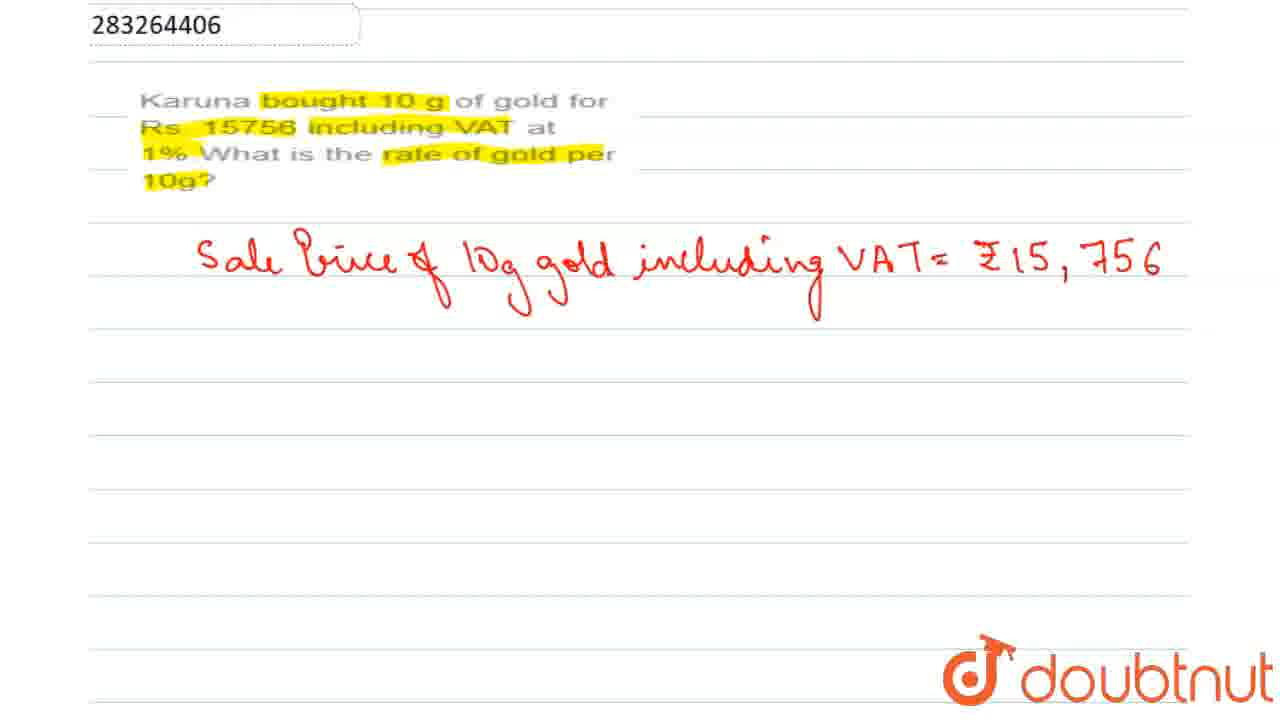 283264406
Karuna bought 10 g of gold for
Rs 15756 including VAT at
1% What is the rate of gold per
10g?
Sale Price of 10g gold including VAT = ₹15,756
doubtnut